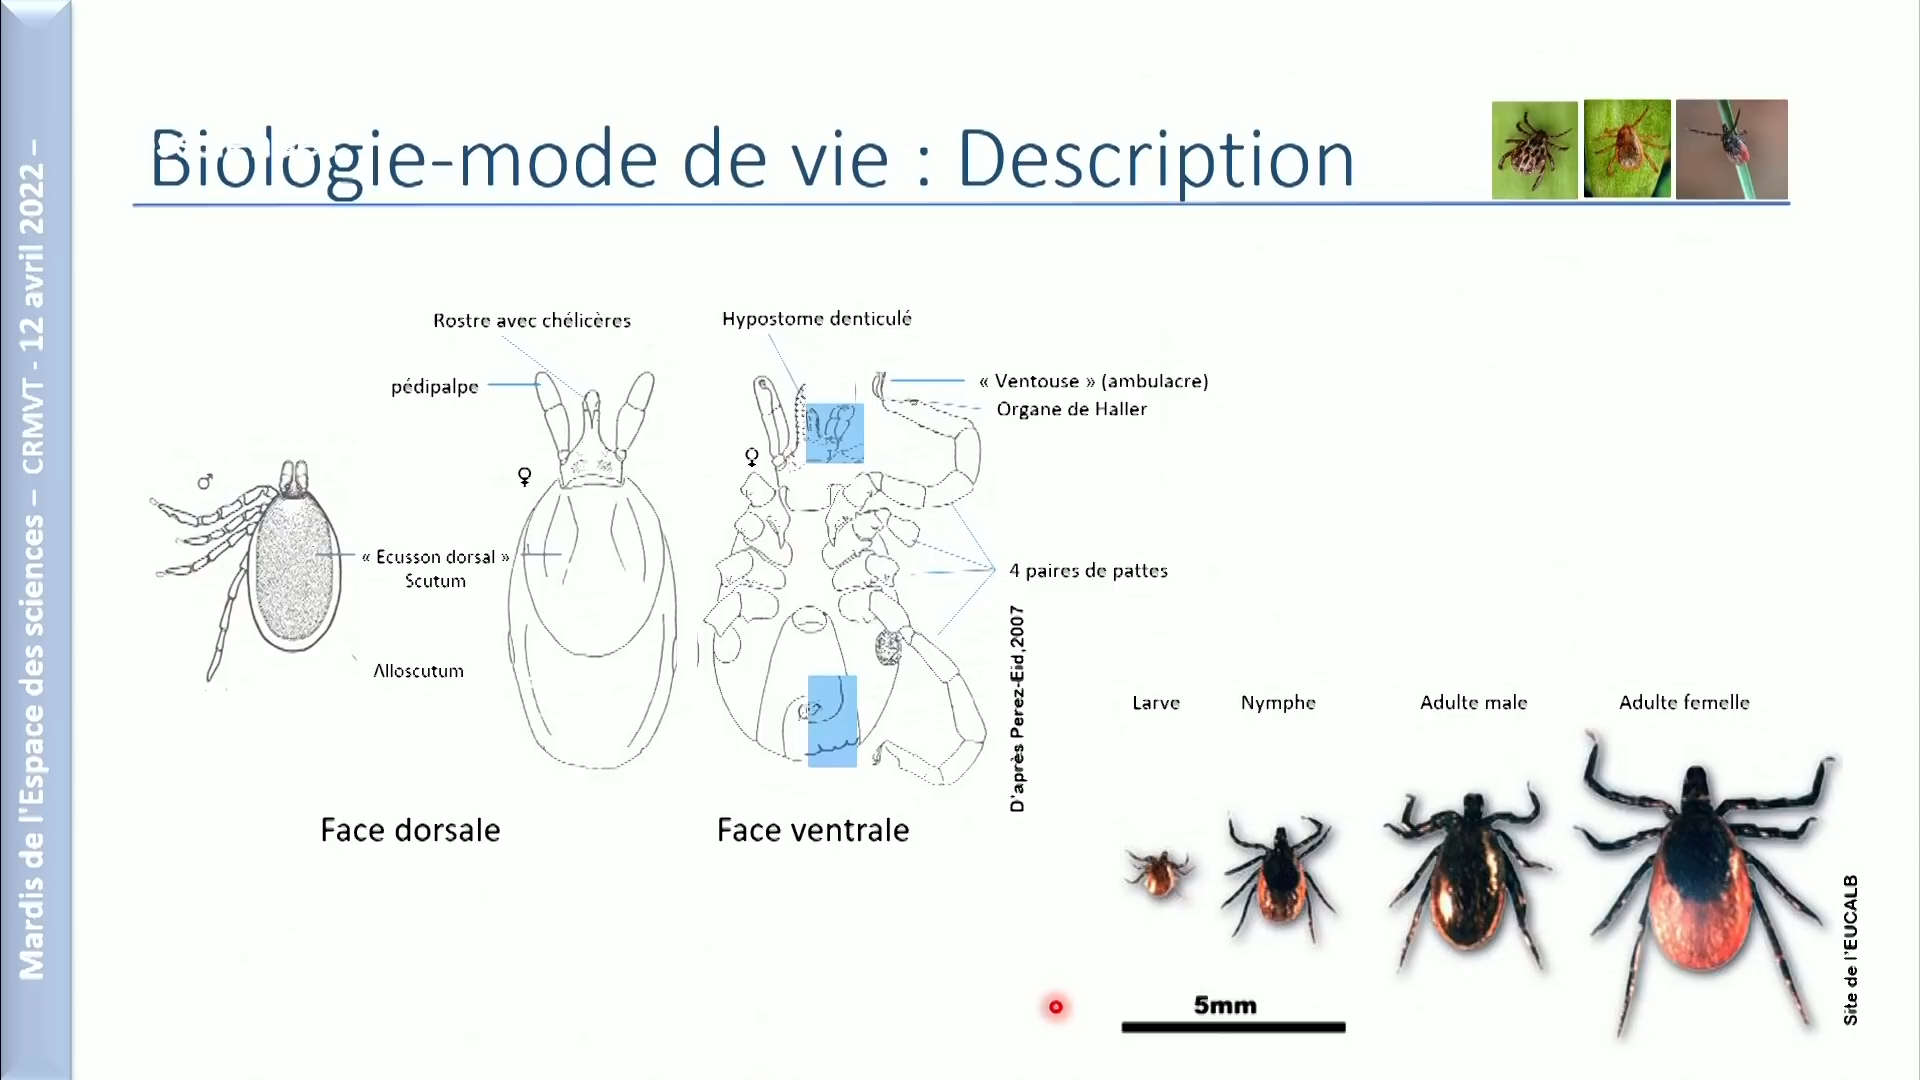 Mardis de l'Espace des sciences – CRMVT - 12 avril 2022 –
Biologie-mode de vie : Description
Rostre avec chélicères
Hypostome denticulé
pédipalpe
« Ventouse » (ambulacre)
Organe de Haller
♂
♀
♀
« Ecusson dorsal »
Scutum
4 paires de pattes
Alloscutum
D'après Perez-Eid,2007
Face dorsale
Face ventrale
Larve
Nymphe
Adulte male
Adulte femelle
5mm
Site de l'EUCALB